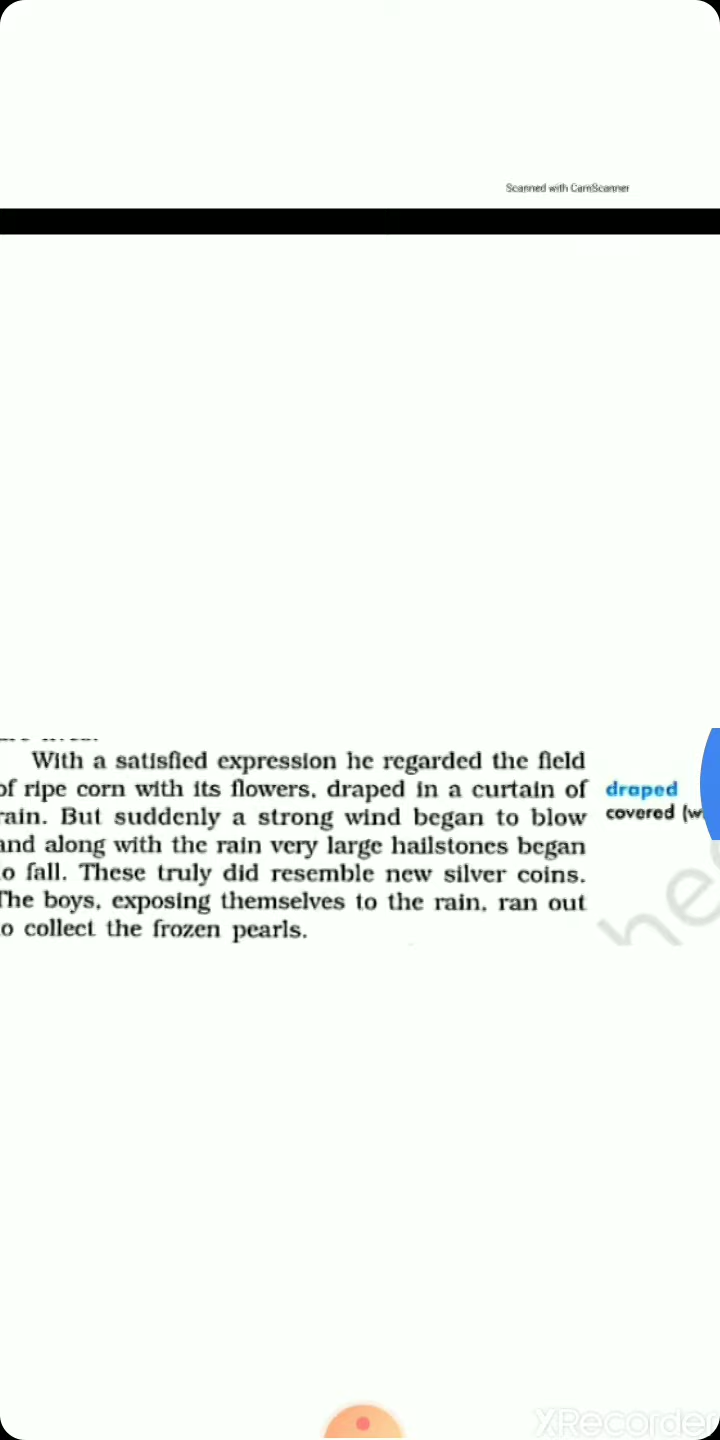 Scanned with CamScanner
With a satisfied expression he regarded the field
of ripe corn with its flowers, draped in a curtain of
rain. But suddenly a strong wind began to blow
and along with the rain very large hailstones began
o fall. These truly did resemble new silver coins.
The boys, exposing themselves to the rain, ran out
o collect the frozen pearls.
draped
covered (w
XRecorder